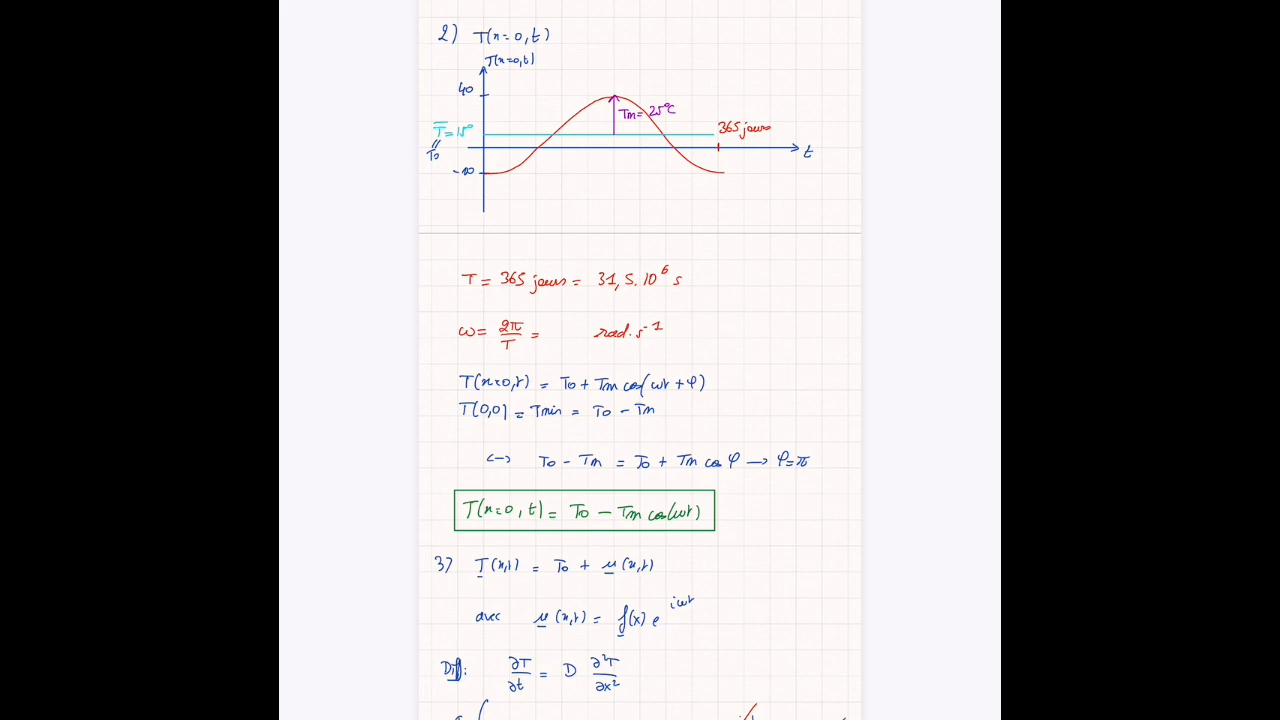 2) T(x=0,t)
T(x=0,t)
40
Tm = 25°C
T̅ = 15°
365 jours
T0
t
-10
T = 365 jours = 31,5.10⁶ s
ω = 2π/T = rad.s⁻¹
T(x=0,t) = T0 + Tm cos(ωt + φ)
T(0,0) = Tmin = T0 - Tm
<-> T0 - Tm = T0 + Tm cos φ → φ=π
T(x=0,t) = T0 - Tm cos(ωt)
3) T(x,t) = T0 + u(x,t)
avec u(x,t) = f(x) e^iωt
Diff: ∂T/∂t = D ∂²T/∂x²